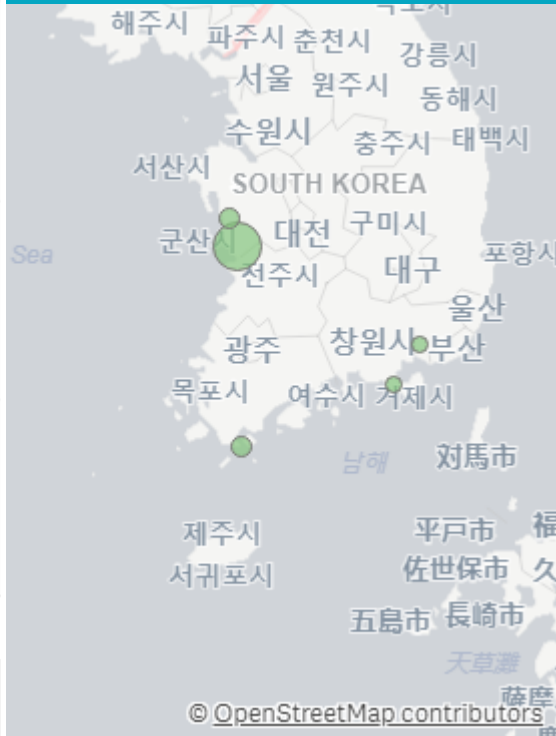 해주시 파주시 춘천시
강릉시
서울 원주시
동해시
수원시 충주시 태백시
서산시
SOUTH KOREA
군산시 대전 구미시
Sea
포항시
전주시 대구
울산
창원시 부산
광주
목포시 여수시 거제시
남해
対馬市
제주시
平戸市 福
서귀포시 佐世保市 久
五島市 長崎市
天草灘
薩摩
© OpenStreetMap contributors